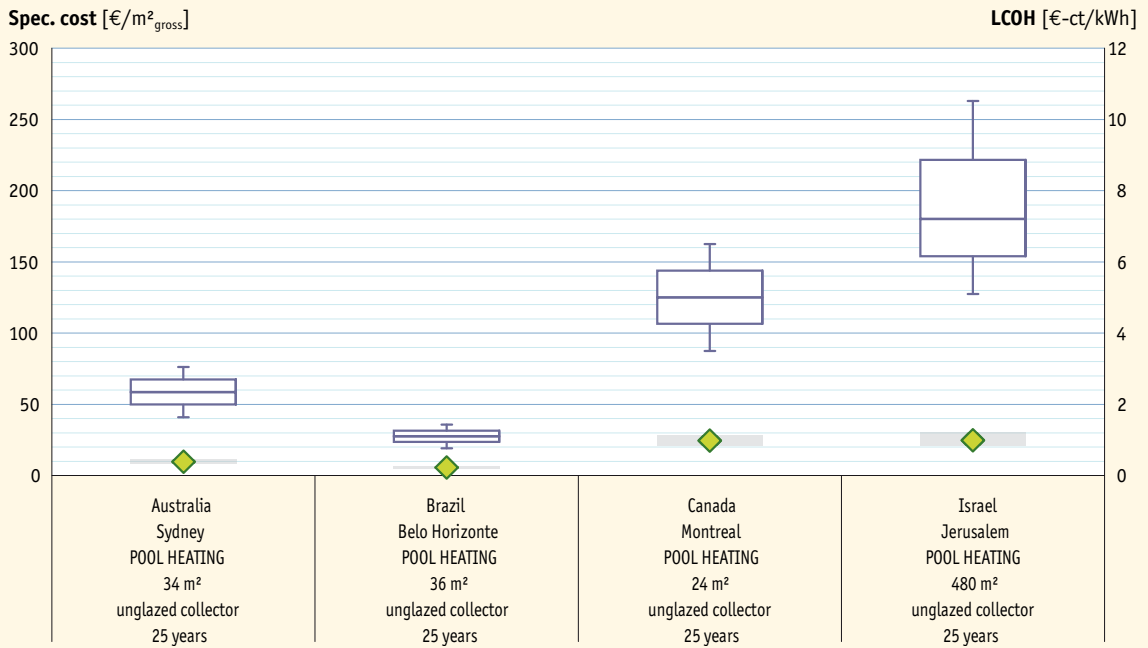 Spec. cost [€/m²gross]
LCOH [€-ct/kWh]
300
12
250
10
200
8
150
6
100
4
50
2
0
0
Australia
Sydney
POOL HEATING
34 m²
unglazed collector
25 years
Brazil
Belo Horizonte
POOL HEATING
36 m²
unglazed collector
25 years
Canada
Montreal
POOL HEATING
24 m²
unglazed collector
25 years
Israel
Jerusalem
POOL HEATING
480 m²
unglazed collector
25 years